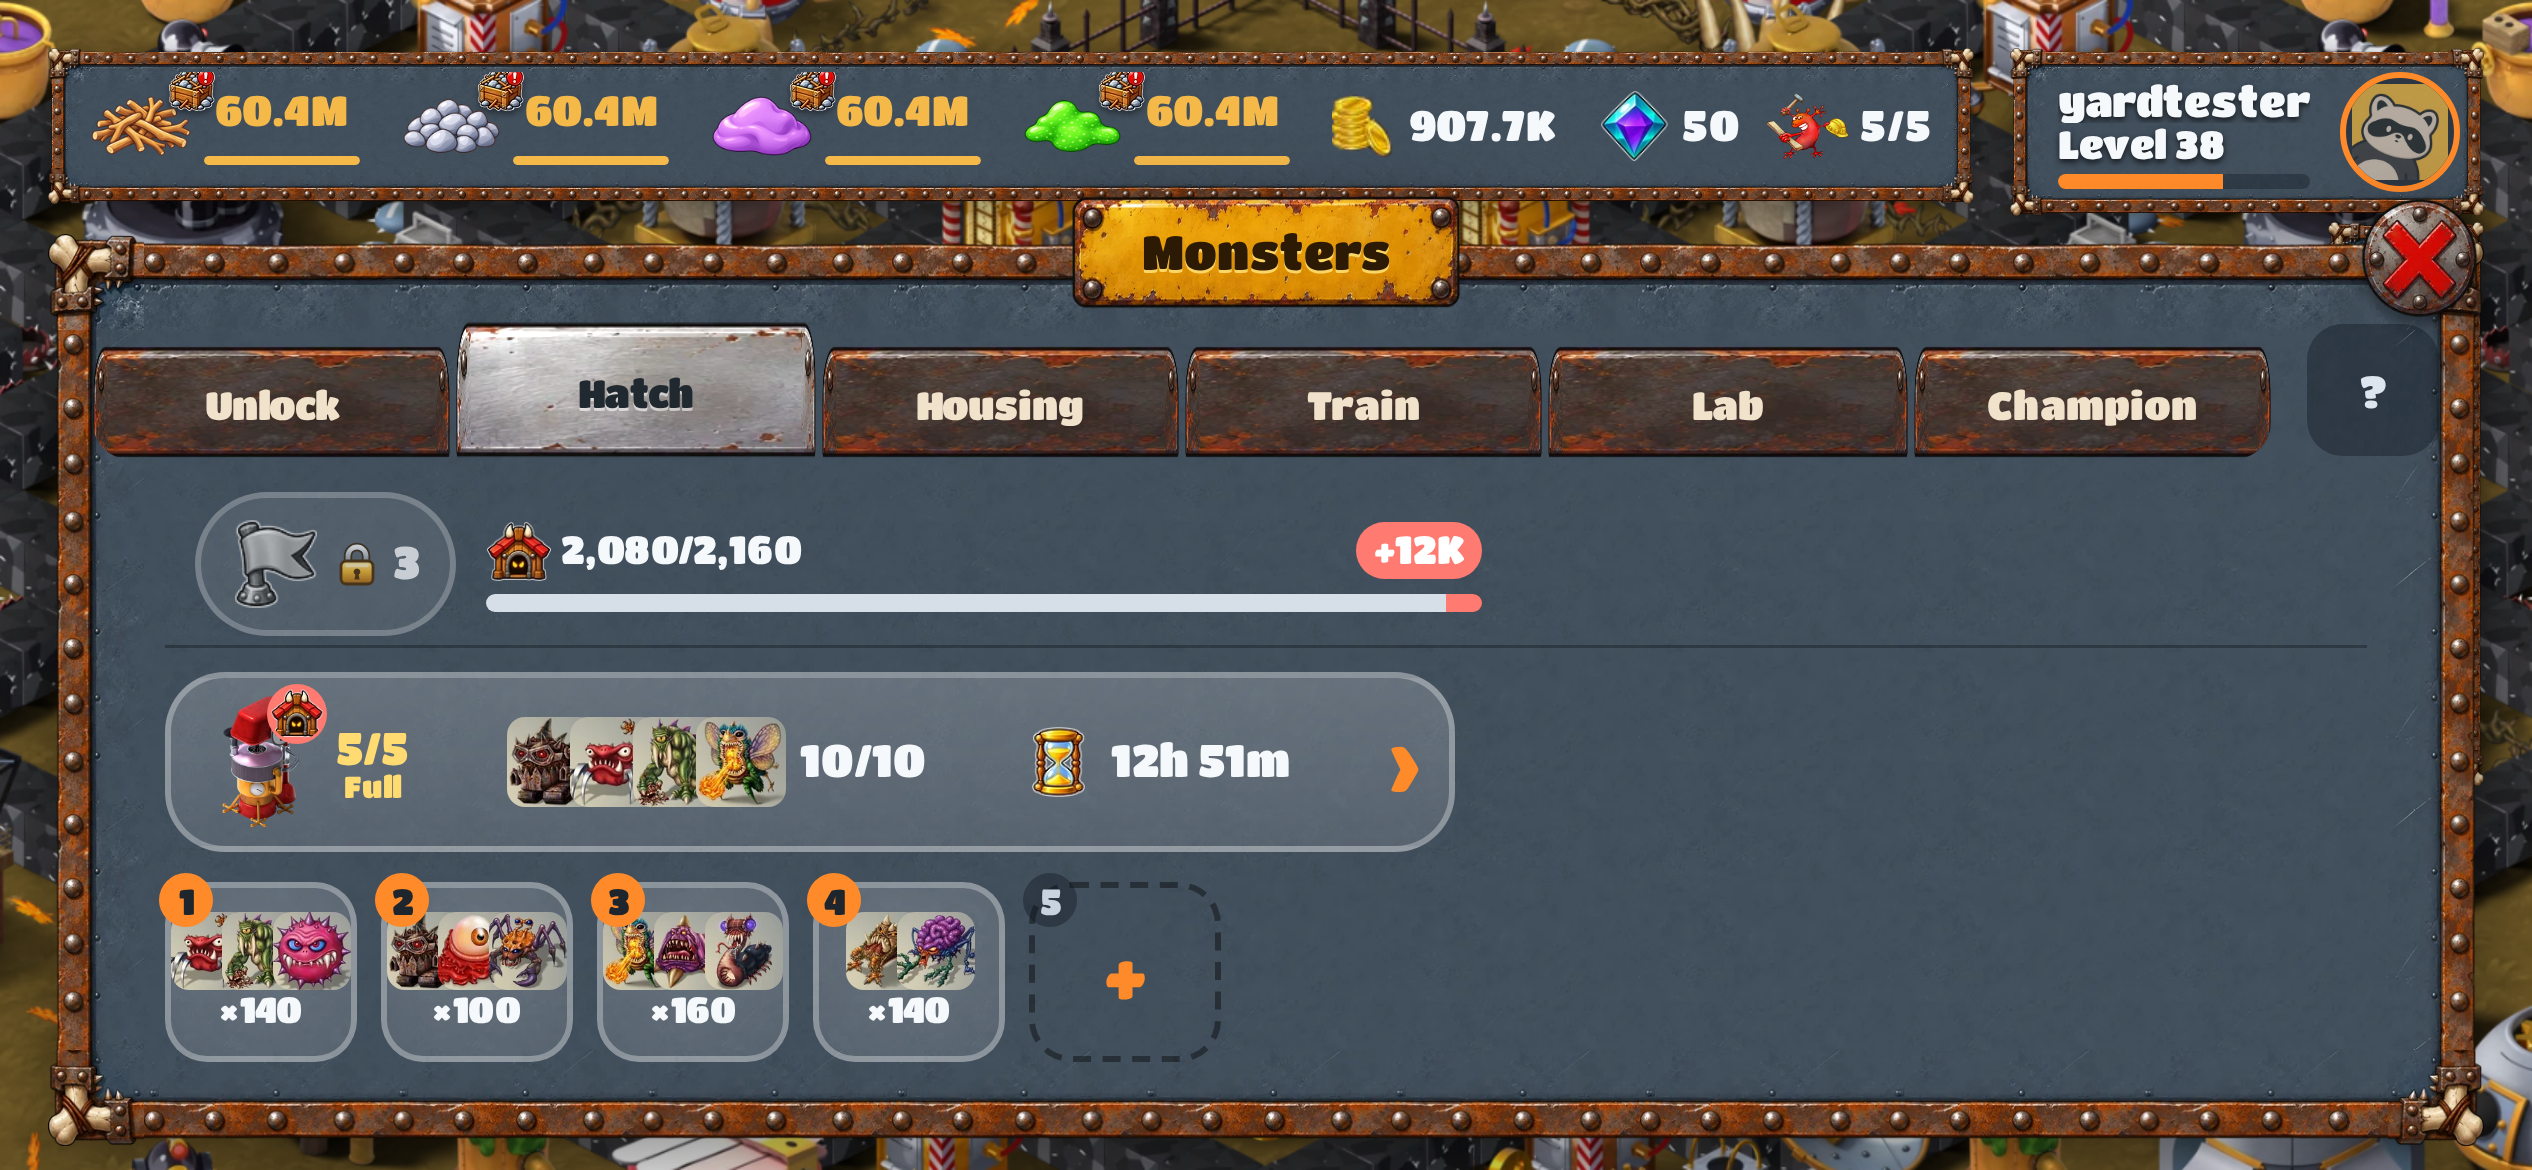 60.4M
60.4M
60.4M
60.4M
907.7K
50
5/5
yardtester
Level 38
Monsters
Unlock
Hatch
Housing
Train
Lab
Champion
?
3
2,080/2,160
+12K
5/5
Full
10/10
12h 51m
1
×140
2
×100
3
×160
4
×140
5
+